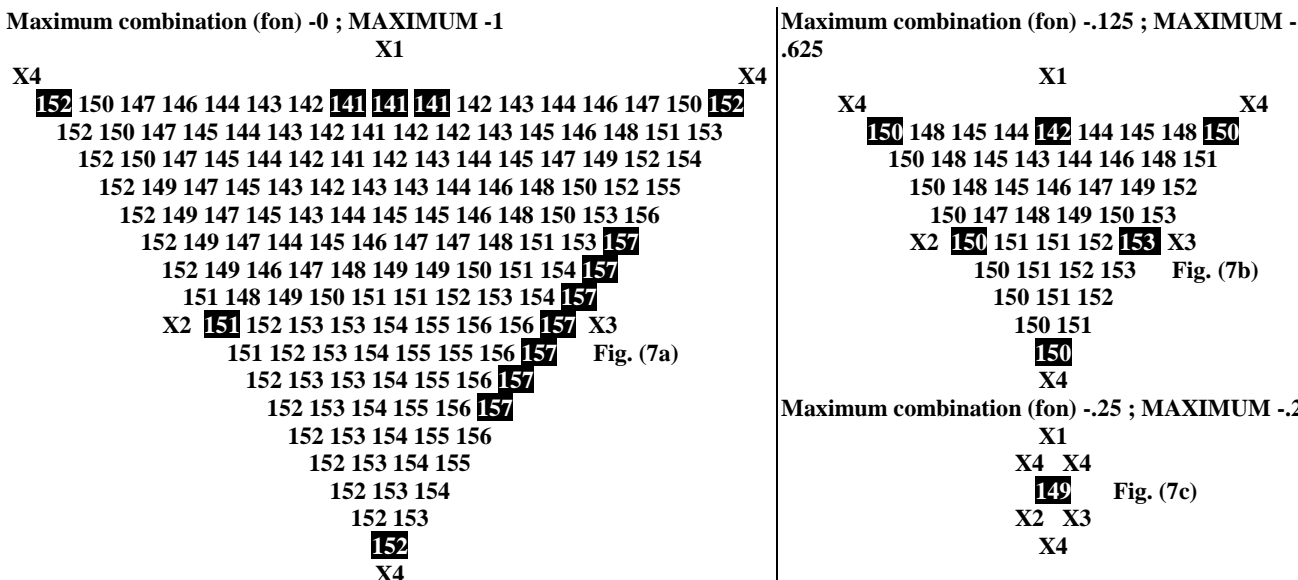 Maximum combination (fon) -0 ; MAXIMUM -1
X1
X4 X4
152 150 147 146 144 143 142 141 141 141 142 143 144 146 147 150 152
152 150 147 145 144 143 142 141 142 142 143 145 146 148 151 153
152 150 147 145 144 142 141 142 143 144 145 147 149 152 154
152 149 147 145 143 142 143 143 144 146 148 150 152 155
152 149 147 145 143 144 145 145 146 148 150 153 156
152 149 147 144 145 146 147 147 148 151 153 157
152 149 146 147 148 149 149 150 151 154 157
151 148 149 150 151 151 152 153 154 157
X2 151 152 153 153 154 155 156 156 157 X3
151 152 153 154 155 155 156 157 Fig. (7a)
152 153 153 154 155 156 157
152 153 154 155 156 157
152 153 154 155 156
152 153 154 155
152 153 154
152 153
152
X4
Maximum combination (fon) -.125 ; MAXIMUM -
.625
X1
X4 X4
150 148 145 144 142 144 145 148 150
150 148 145 143 144 146 148 151
150 148 145 146 147 149 152
150 147 148 149 150 153
X2 150 151 151 152 153 X3
150 151 152 153 Fig. (7b)
150 151 152
150 151
150
X4
Maximum combination (fon) -.25 ; MAXIMUM -.2
X1
X4 X4
149 Fig. (7c)
X2 X3
X4